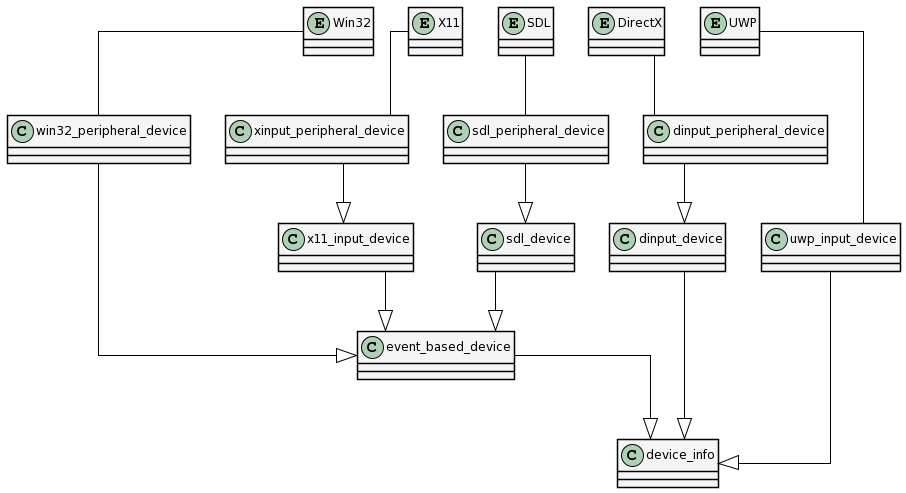 E Win32
E X11
E SDL
E DirectX
E UWP
C win32_peripheral_device
C xinput_peripheral_device
C sdl_peripheral_device
C dinput_peripheral_device
C x11_input_device
C sdl_device
C dinput_device
C uwp_input_device
C event_based_device
C device_info